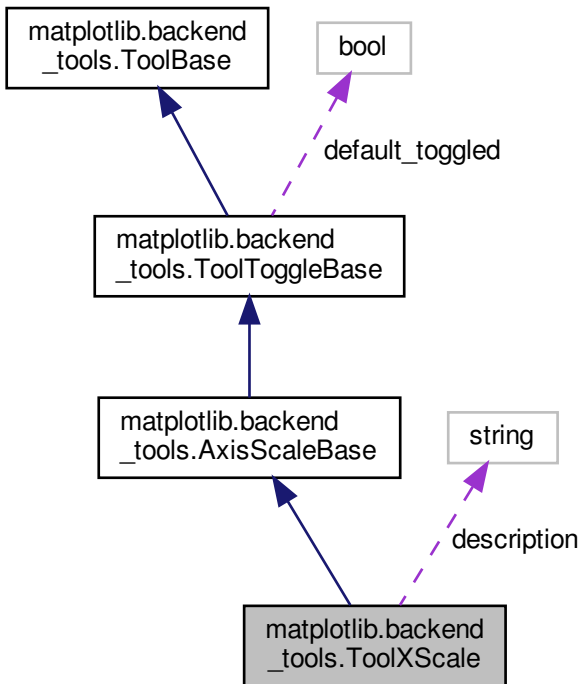 matplotlib.backend
_tools.ToolBase
bool
default_toggled
matplotlib.backend
_tools.ToolToggleBase
matplotlib.backend
_tools.AxisScaleBase
string
description
matplotlib.backend
_tools.ToolXScale